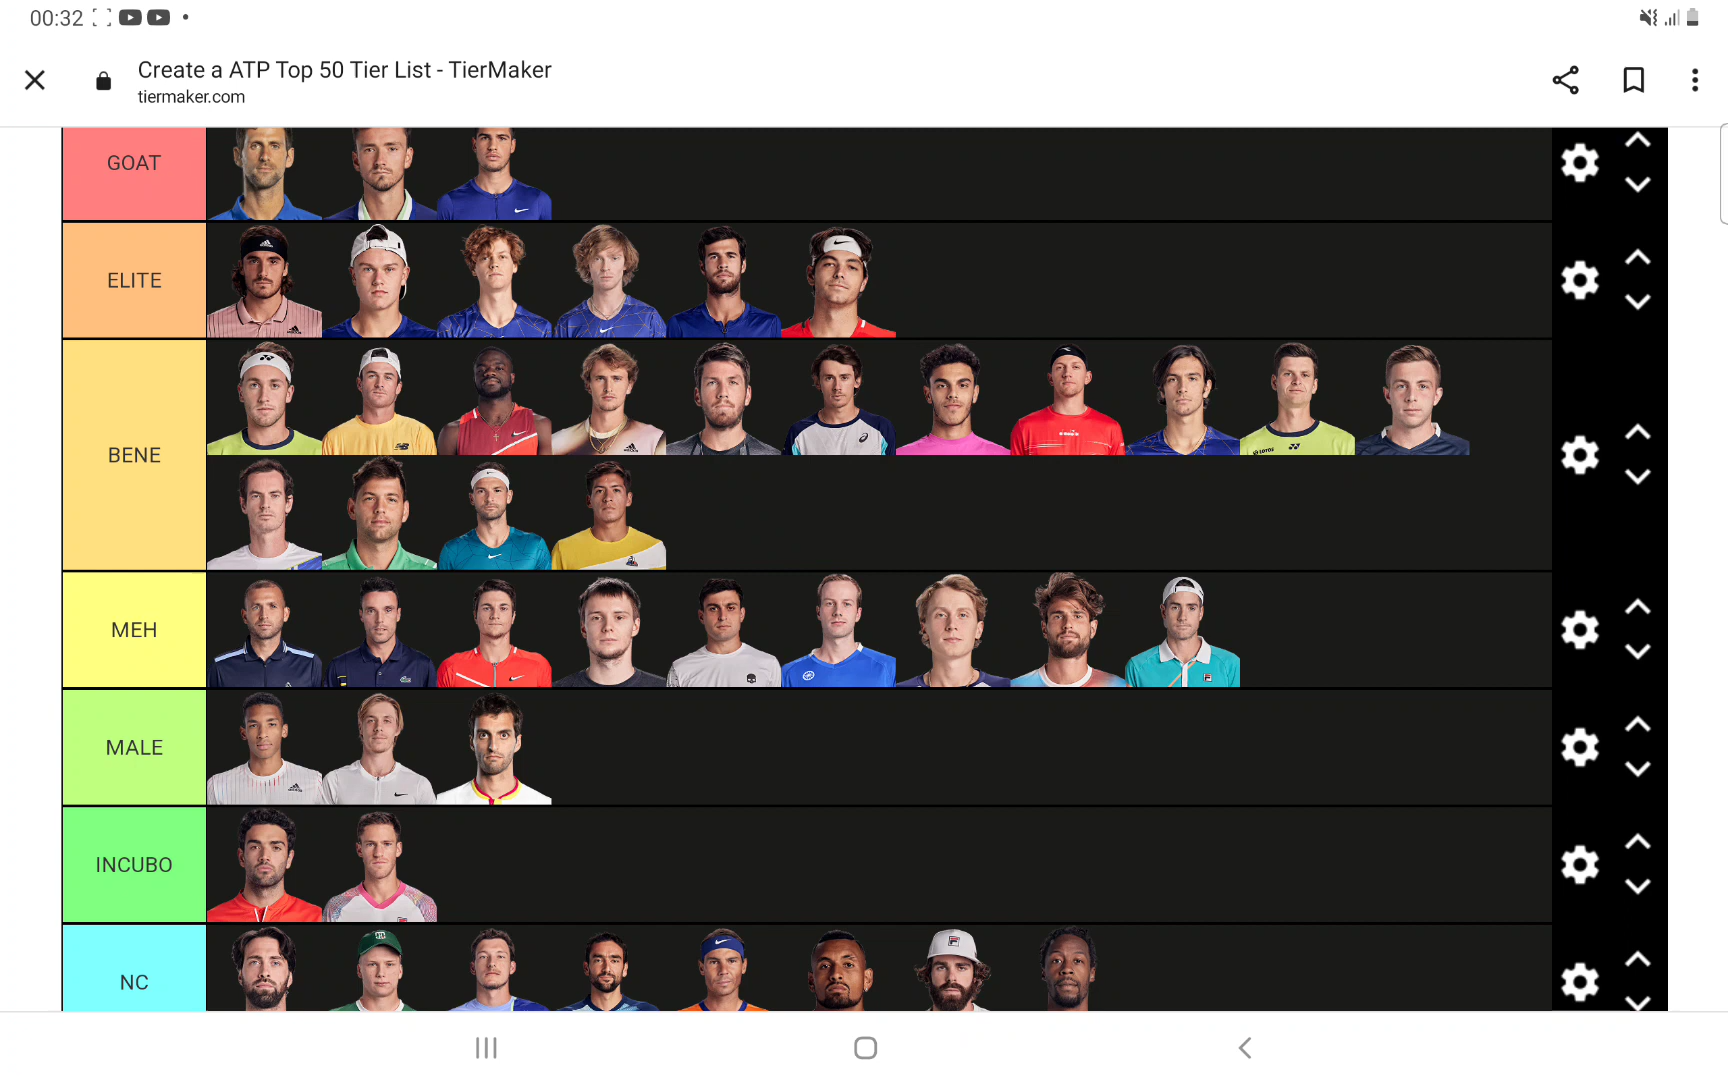 00:32
Create a ATP Top 50 Tier List - TierMaker
tiermaker.com
GOAT
ELITE
BENE
MEH
MALE
INCUBO
NC